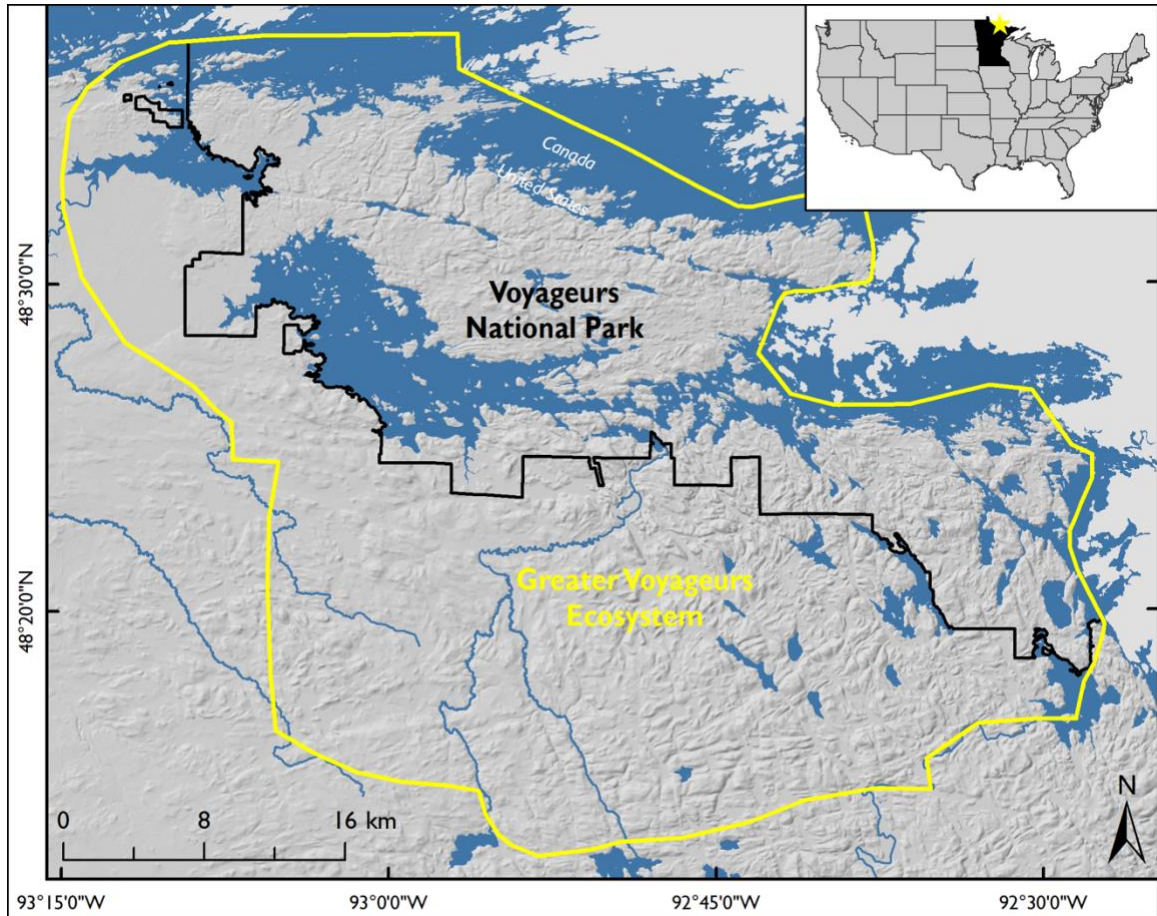 Canada
United States
Voyageurs
National Park
Greater Voyageurs
Ecosystem
48°30'0"N
48°20'0"N
0 8 16 km
N
93°15'0"W 93°00'0"W 92°45'0"W 92°30'0"W